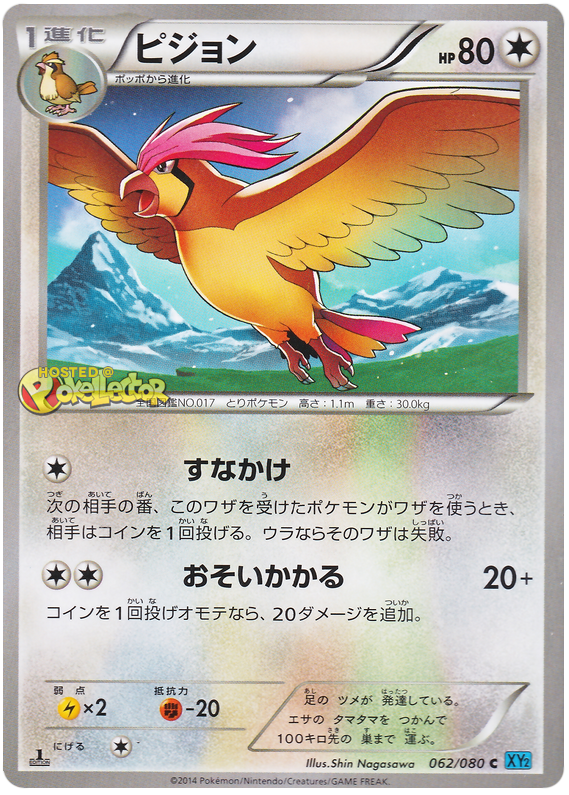 1進化
ピジョン
HP80
ポッポから進化
HOSTED @
Pokellector
全国図鑑NO.017 とりポケモン 高さ:1.1m 重さ:30.0kg
すなかけ
次の相手の番、このワザを受けたポケモンがワザを使うとき、
相手はコインを1回投げる。ウラならそのワザは失敗。
おそいかかる 20+
コインを1回投げオモテなら、20ダメージを追加。
弱点 抵抗力
×2 -20
にげる
足の ツメが 発達している。
エサの タマタマを つかんで
100キロ先の 巣まで 運ぶ。
1 EDITION
Illus.Shin Nagasawa 062/080 C XY2
©2014 Pokémon/Nintendo/Creatures/GAME FREAK.